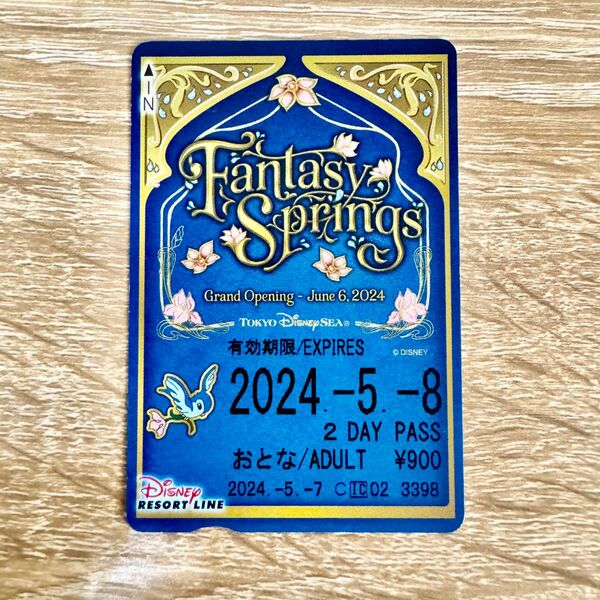 IN
Fantasy
Springs
Grand Opening - June 6, 2024
TOKYO DISNEYSEA®
有効期限/EXPIRES
© DISNEY
2024.-5.-8
2 DAY PASS
おとな/ADULT ¥900
2024.-5.-7 C IC 02 3398
Disney
RESORT LINE